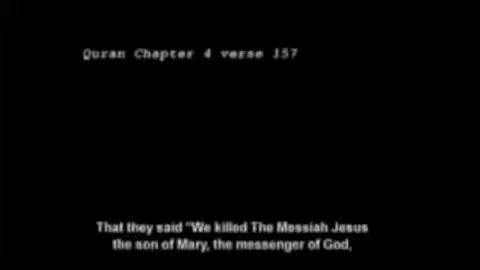 Quran Chapter 4 verse 157
That they said "We killed The Messiah Jesus
the son of Mary, the messenger of God,